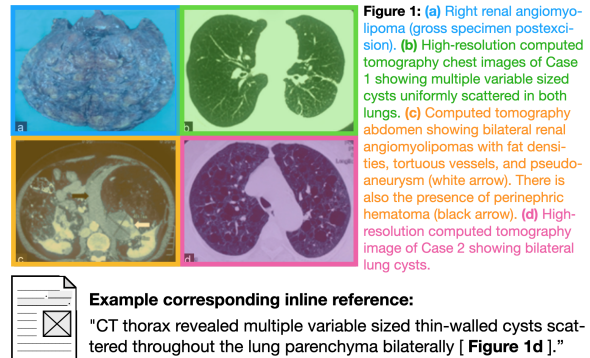 Figure 1: (a) Right renal angiomyo-
lipoma (gross specimen postexci-
sion). (b) High-resolution computed
tomography chest images of Case
1 showing multiple variable sized
cysts uniformly scattered in both
lungs. (c) Computed tomography
abdomen showing bilateral renal
angiomyolipomas with fat densi-
ties, tortuous vessels, and pseudo-
aneurysm (white arrow). There is
also the presence of perinephric
hematoma (black arrow). (d) High-
resolution computed tomography
image of Case 2 showing bilateral
lung cysts.
a
b
c
d
Example corresponding inline reference:
"CT thorax revealed multiple variable sized thin-walled cysts scat-
tered throughout the lung parenchyma bilaterally [ Figure 1d ].”